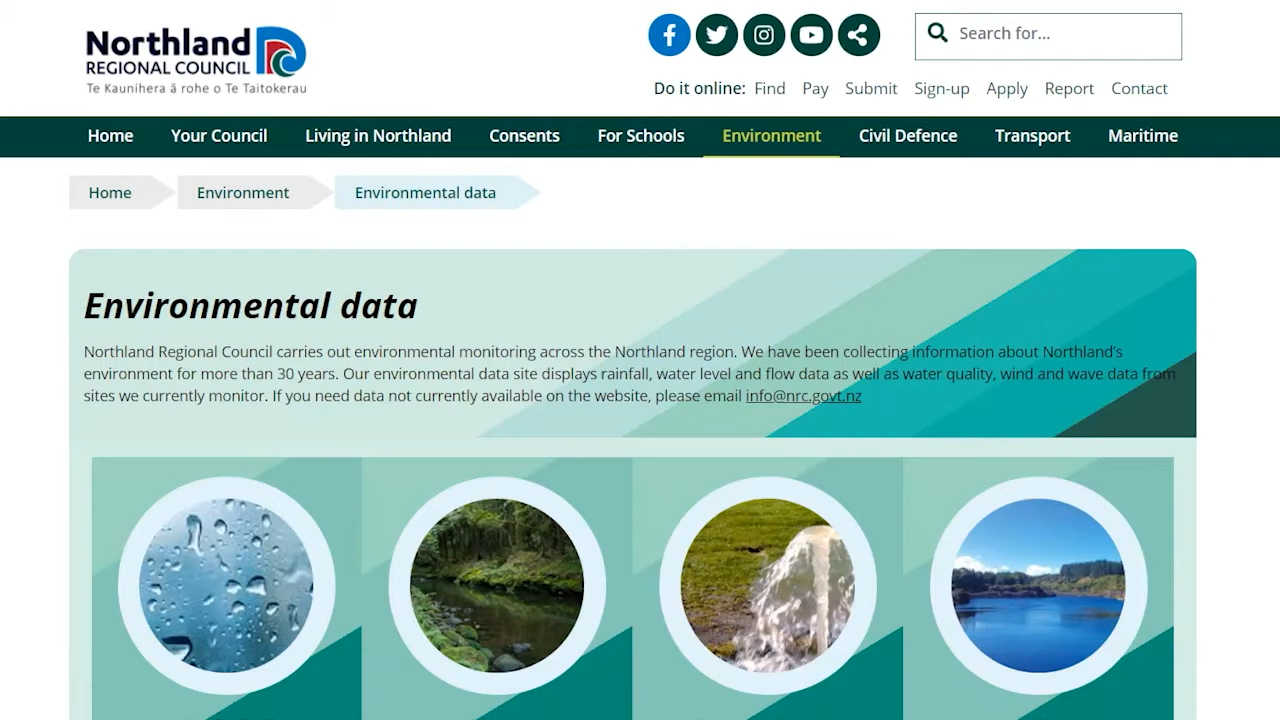 Northland
REGIONAL COUNCIL
Te Kaunihera ā rohe o Te Taitokerau
Search for...
Do it online: Find Pay Submit Sign-up Apply Report Contact
Home Your Council Living in Northland Consents For Schools Environment Civil Defence Transport Maritime
Home Environment Environmental data
Environmental data
Northland Regional Council carries out environmental monitoring across the Northland region. We have been collecting information about Northland's
environment for more than 30 years. Our environmental data site displays rainfall, water level and flow data as well as water quality, wind and wave data from
sites we currently monitor. If you need data not currently available on the website, please email info@nrc.govt.nz